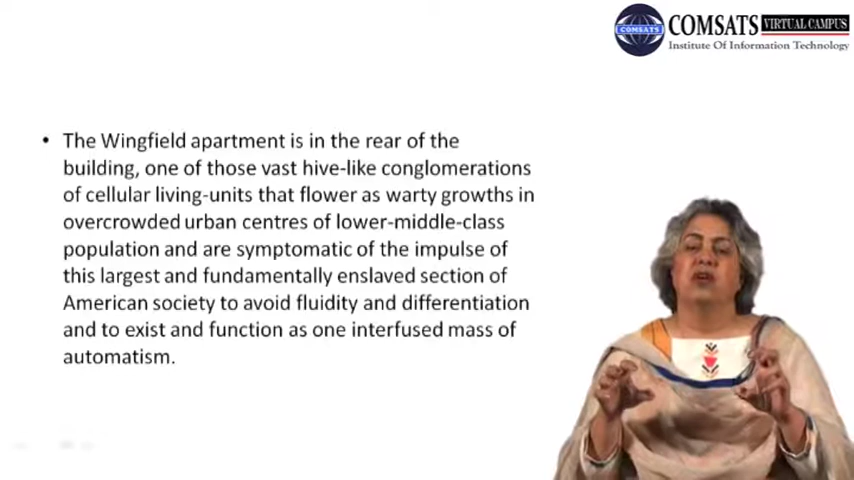 COMSATS VIRTUAL CAMPUS
COMSATS
Institute Of Information Technology
• The Wingfield apartment is in the rear of the
building, one of those vast hive-like conglomerations
of cellular living-units that flower as warty growths in
overcrowded urban centres of lower-middle-class
population and are symptomatic of the impulse of
this largest and fundamentally enslaved section of
American society to avoid fluidity and differentiation
and to exist and function as one interfused mass of
automatism.